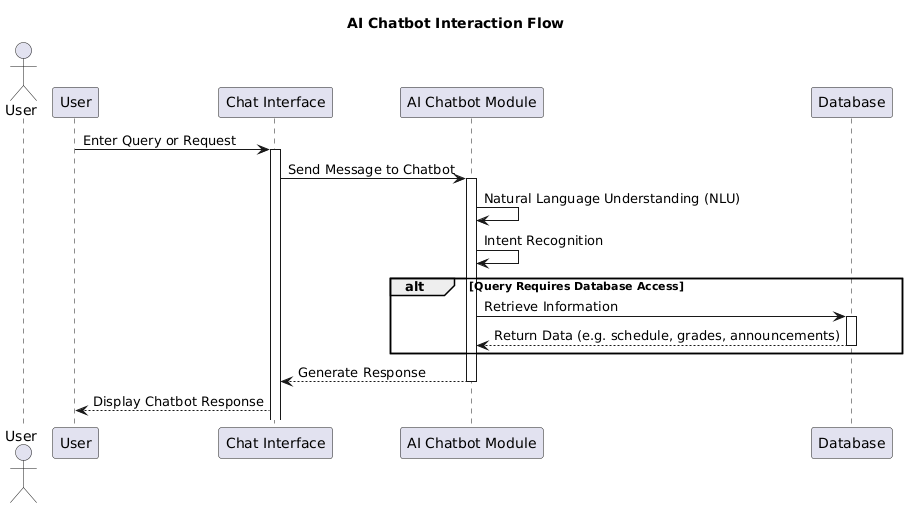 AI Chatbot Interaction Flow
User
User
Chat Interface
AI Chatbot Module
Database
Enter Query or Request
Send Message to Chatbot
Natural Language Understanding (NLU)
Intent Recognition
alt
[Query Requires Database Access]
Retrieve Information
Return Data (e.g. schedule, grades, announcements)
Generate Response
Display Chatbot Response
User
User
Chat Interface
AI Chatbot Module
Database